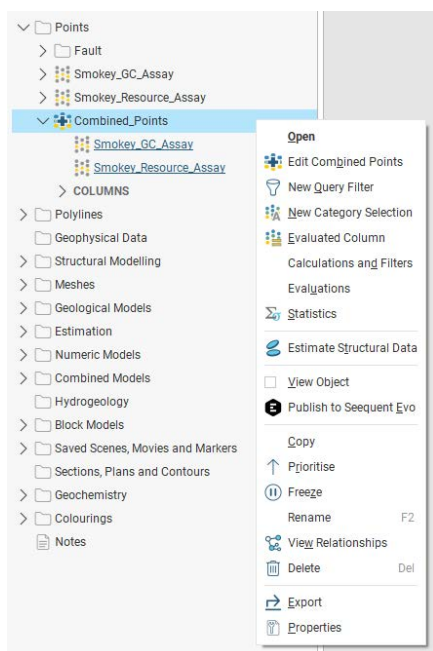 Points
Fault
Smokey_GC_Assay
Smokey_Resource_Assay
Combined_Points
Smokey_GC_Assay
Smokey_Resource_Assay
COLUMNS
Polylines
Geophysical Data
Structural Modelling
Meshes
Geological Models
Estimation
Numeric Models
Combined Models
Hydrogeology
Block Models
Saved Scenes, Movies and Markers
Sections, Plans and Contours
Geochemistry
Colourings
Notes
Open
Edit Combined Points
New Query Filter
New Category Selection
Evaluated Column
Calculations and Filters
Evaluations
Statistics
Estimate Structural Data
View Object
Publish to Seequent Evo
Copy
Prioritise
Freeze
Rename F2
View Relationships
Delete Del
Export
Properties